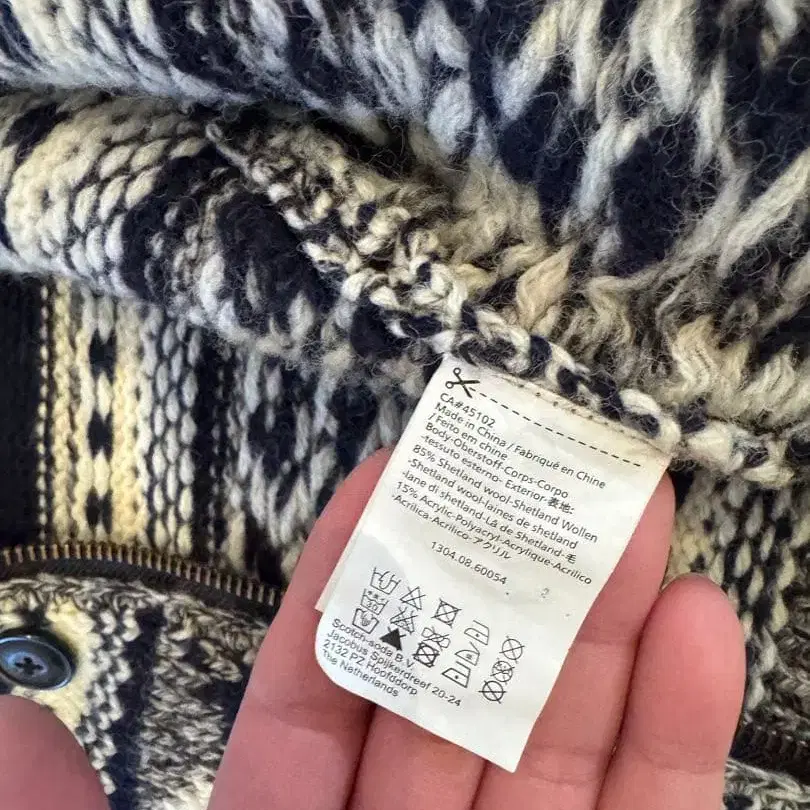 CA#45102
Made in China / Fabriqué en Chine
/ Feito em chine
Body-Oberstoff-Corps-Corpo
-tessuto esterno- Exterior-表地:
85% Shetland wool-Shetland Wollen
-Shetland wool-laines de shetland
-lane di shetland-Lã de Shetland-毛
15% Acrylic-Polyacryl-Acrylique-Acrilico
-Acrílica-Acrilico-アクリル
1304.08.60054
30
Scotch-soda B.V.
Jacobus Spijkerdreef 20-24
2132 PZ Hoofddorp
The Netherlands